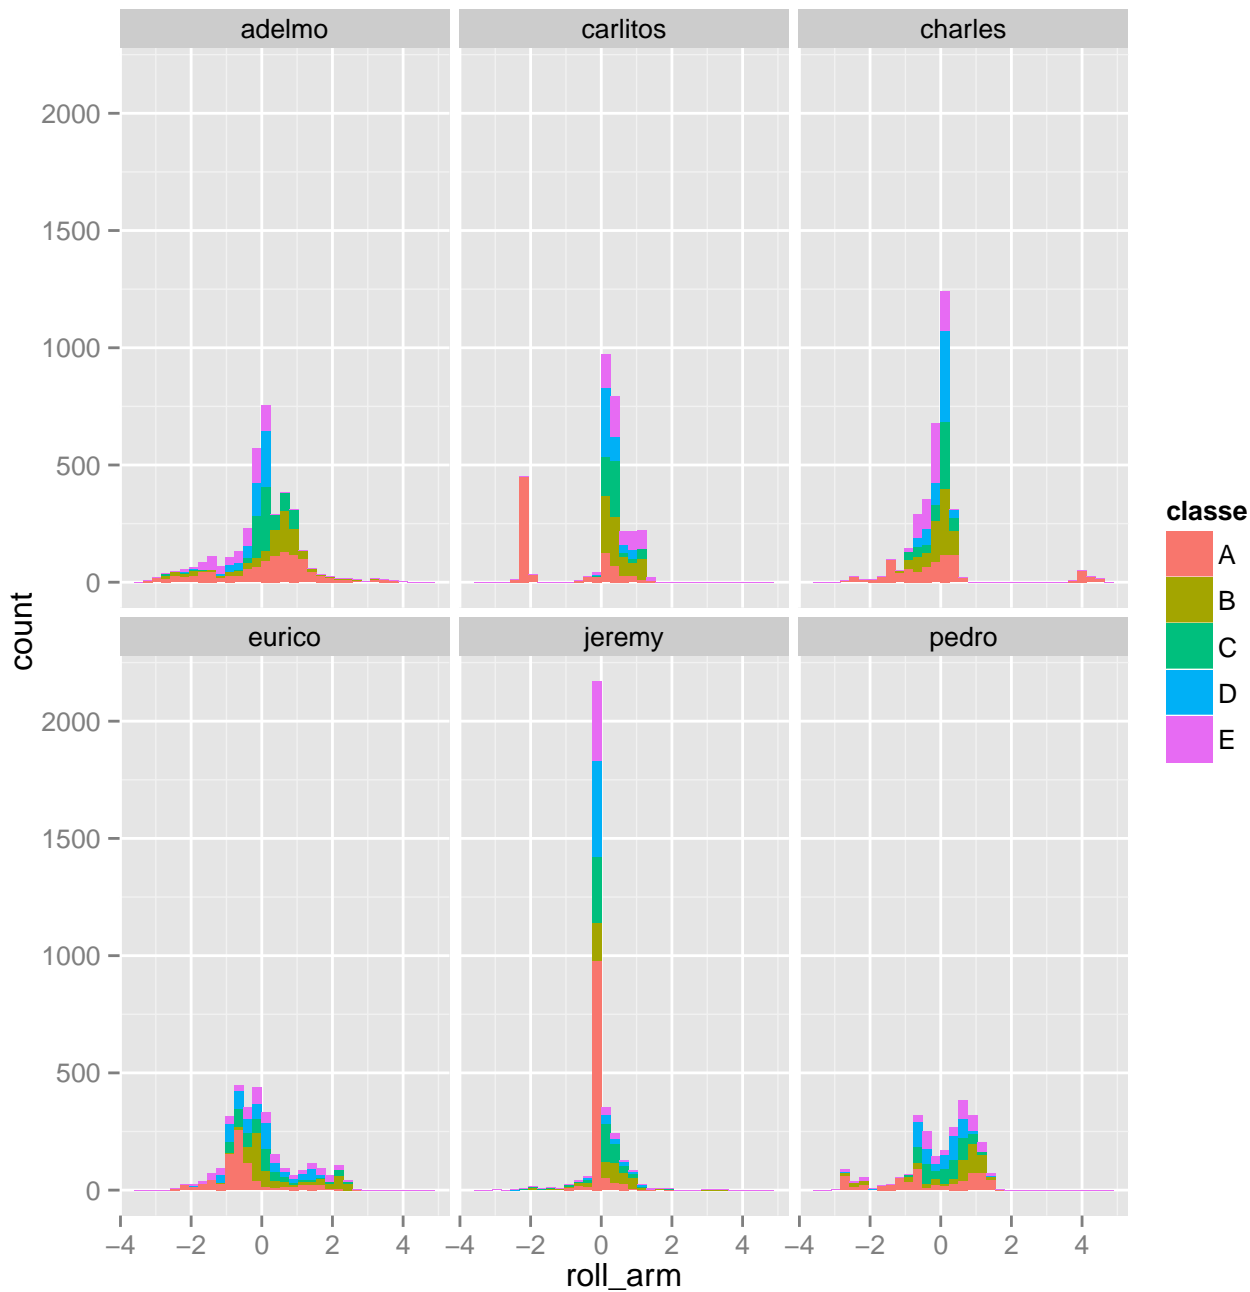 adelmo carlitos charles
2000
1500
1000
500
0
count
eurico jeremy pedro
2000
1500
1000
500
0
−4 −2 0 2 4 −4 −2 0 2 4 −4 −2 0 2 4
roll_arm
classe
A
B
C
D
E